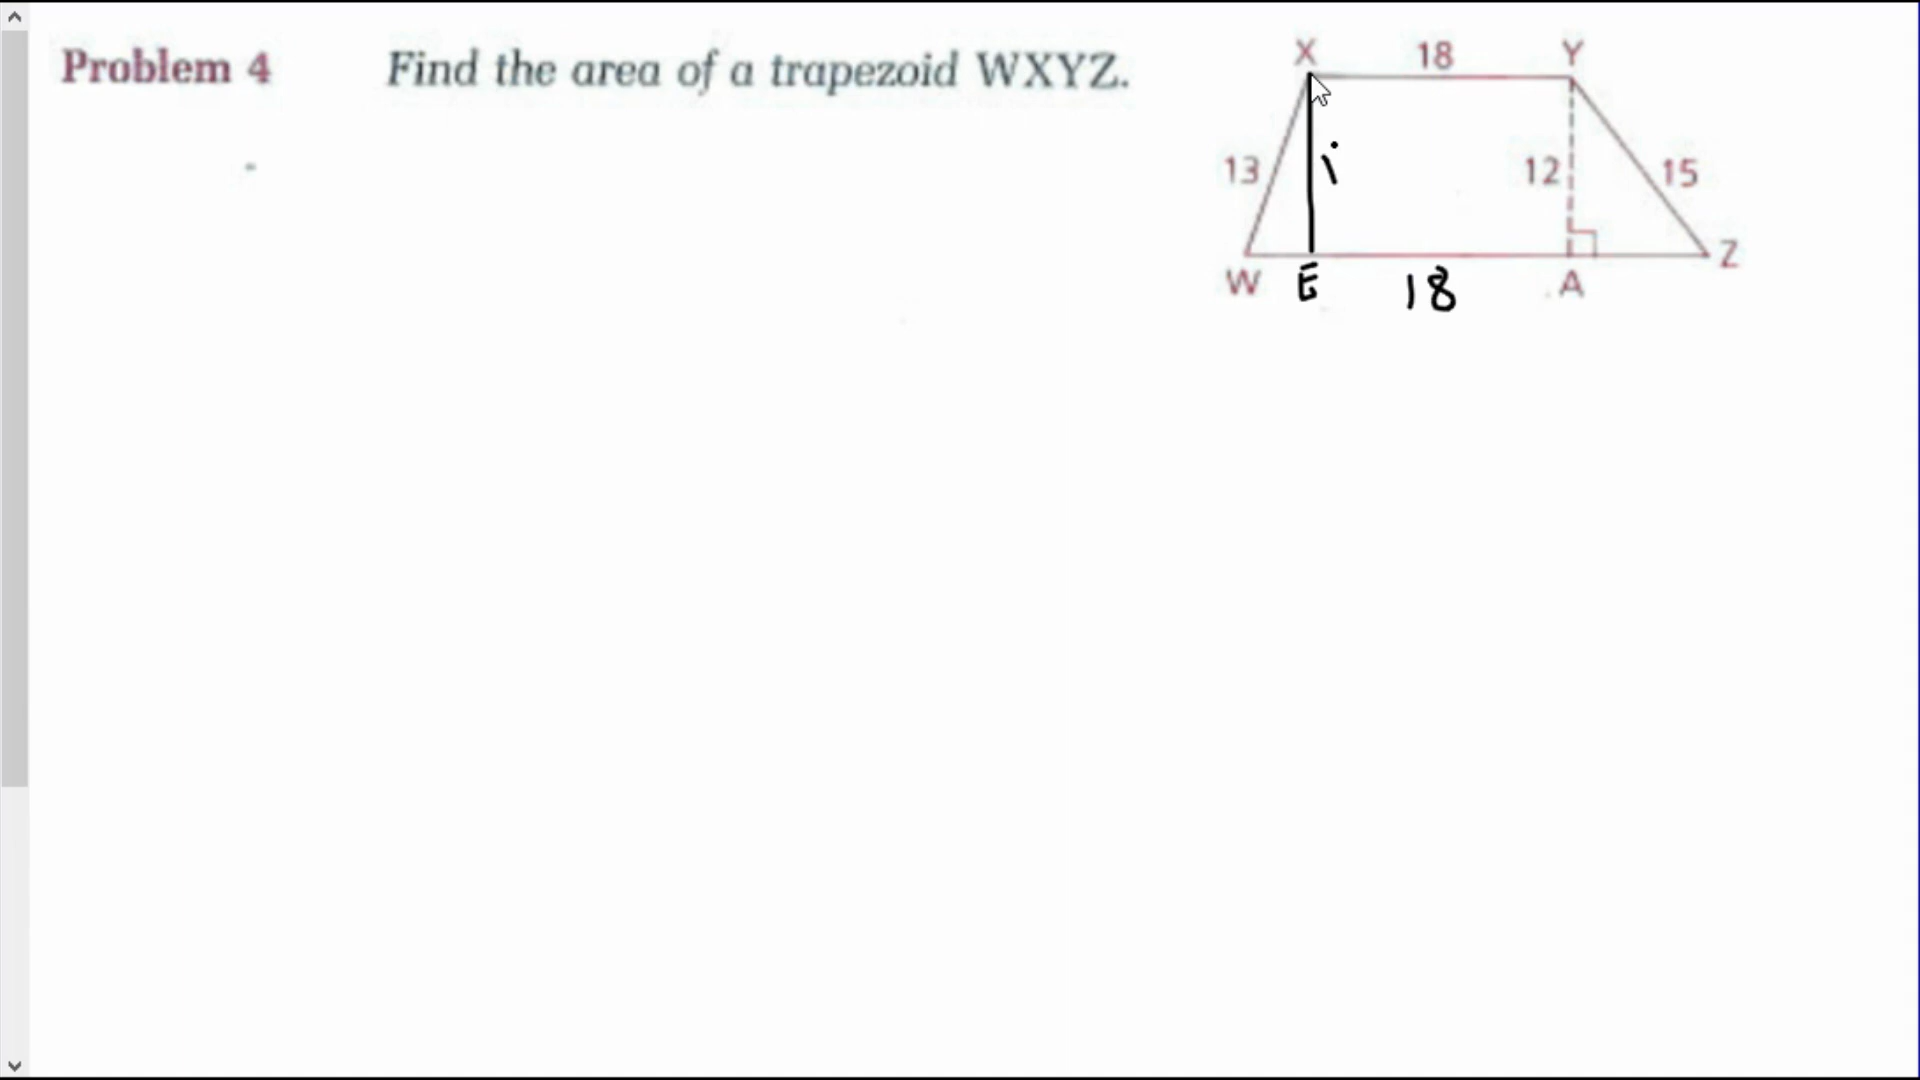 Problem 4 Find the area of a trapezoid WXYZ.
X 18 Y
13 i 12 15
W E 18 A Z